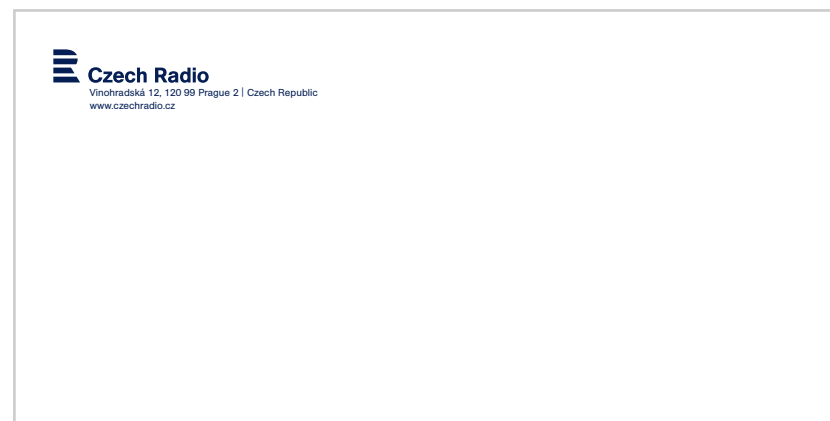 Czech Radio
Vinohradská 12, 120 99 Prague 2 | Czech Republic
www.czechradio.cz